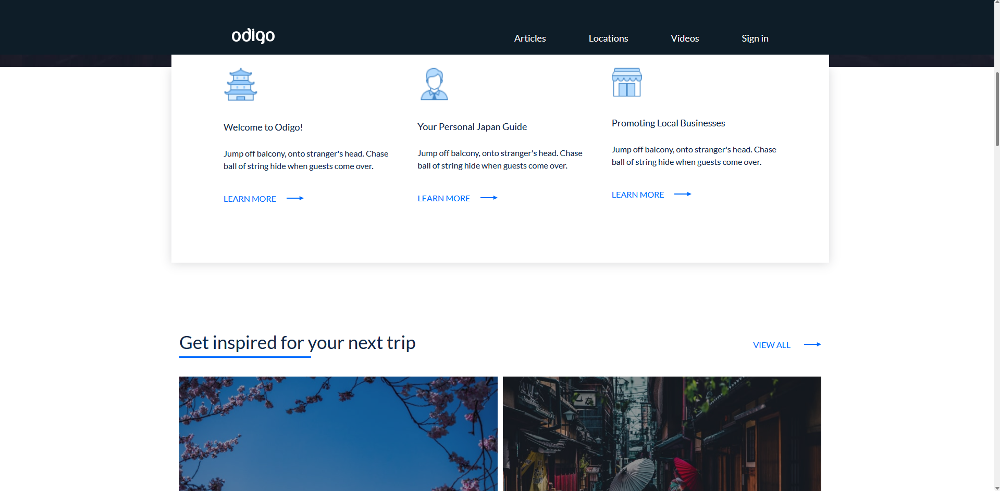 odigo
Articles
Locations
Videos
Sign in
Welcome to Odigo!
Jump off balcony, onto stranger's head. Chase
ball of string hide when guests come over.
LEARN MORE
Your Personal Japan Guide
Jump off balcony, onto stranger's head. Chase
ball of string hide when guests come over.
LEARN MORE
Promoting Local Businesses
Jump off balcony, onto stranger's head. Chase
ball of string hide when guests come over.
LEARN MORE
Get inspired for your next trip
VIEW ALL